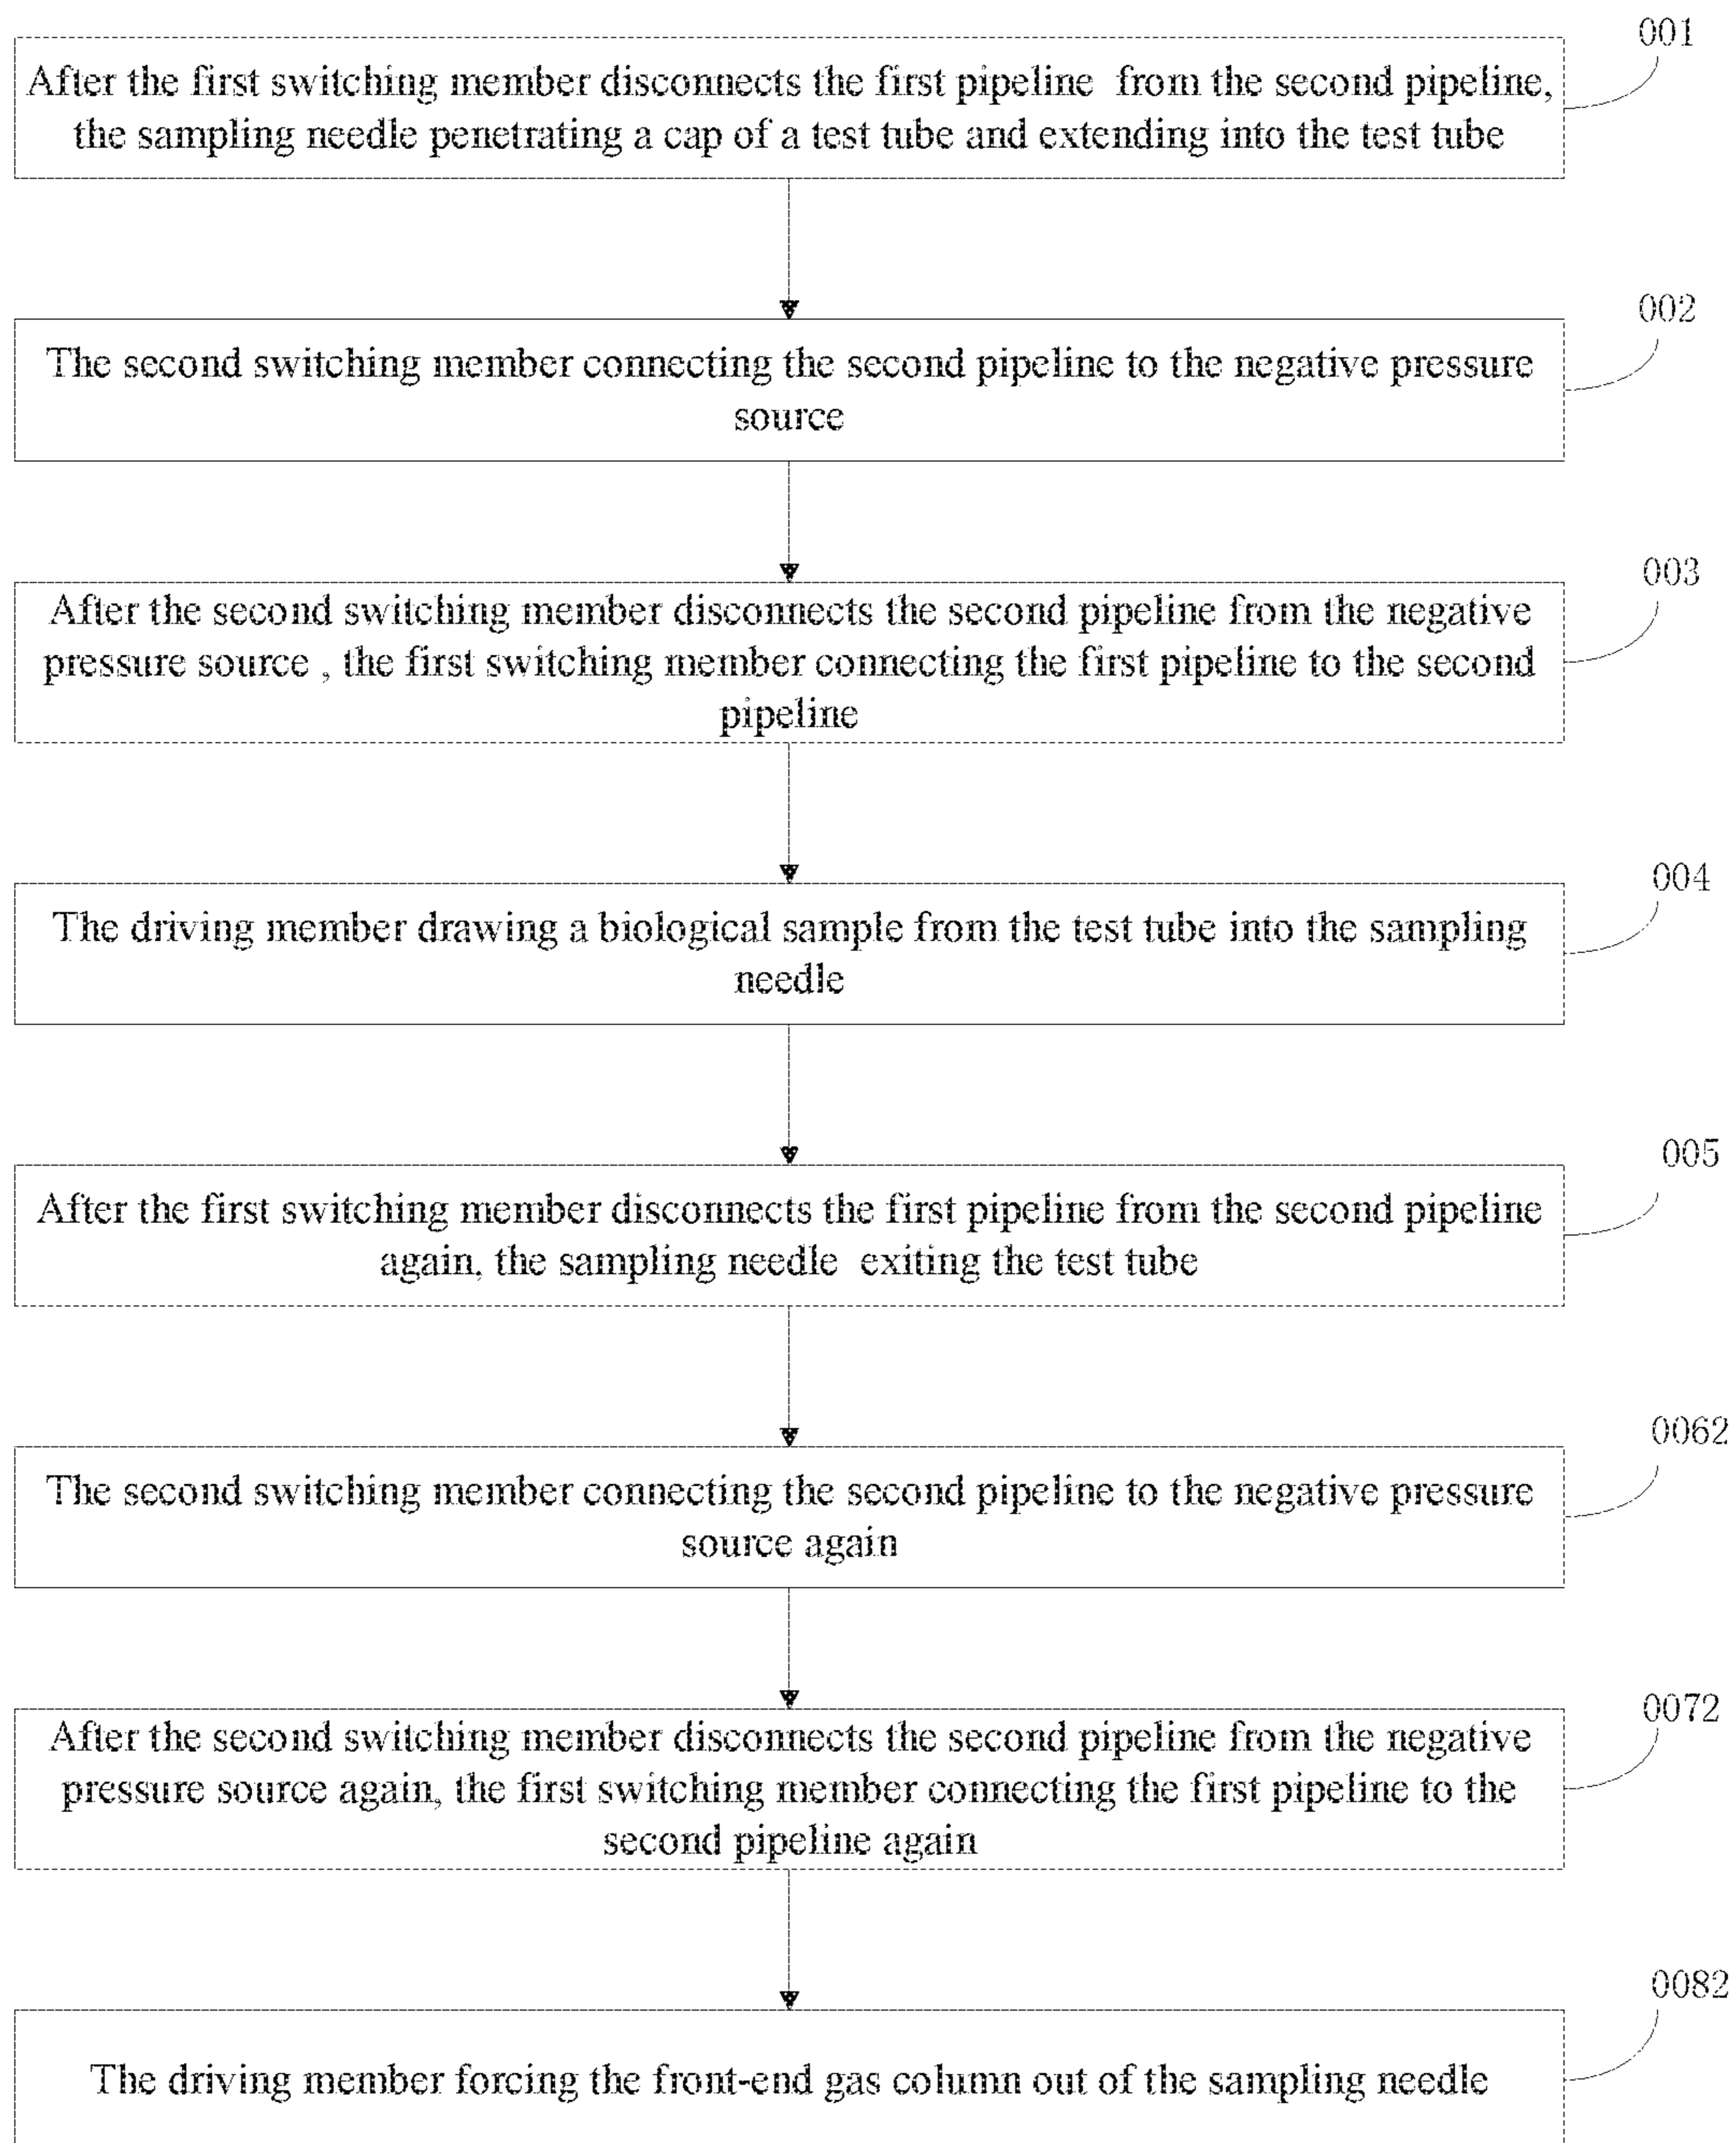 001
After the first switching member disconnects the first pipeline from the second pipeline,
the sampling needle penetrating a cap of a test tube and extending into the test tube
002
The second switching member connecting the second pipeline to the negative pressure
source
003
After the second switching member disconnects the second pipeline from the negative
pressure source , the first switching member connecting the first pipeline to the second
pipeline
004
The driving member drawing a biological sample from the test tube into the sampling
needle
005
After the first switching member disconnects the first pipeline from the second pipeline
again, the sampling needle exiting the test tube
0062
The second switching member connecting the second pipeline to the negative pressure
source again
0072
After the second switching member disconnects the second pipeline from the negative
pressure source again, the first switching member connecting the first pipeline to the
second pipeline again
0082
The driving member forcing the front-end gas column out of the sampling needle